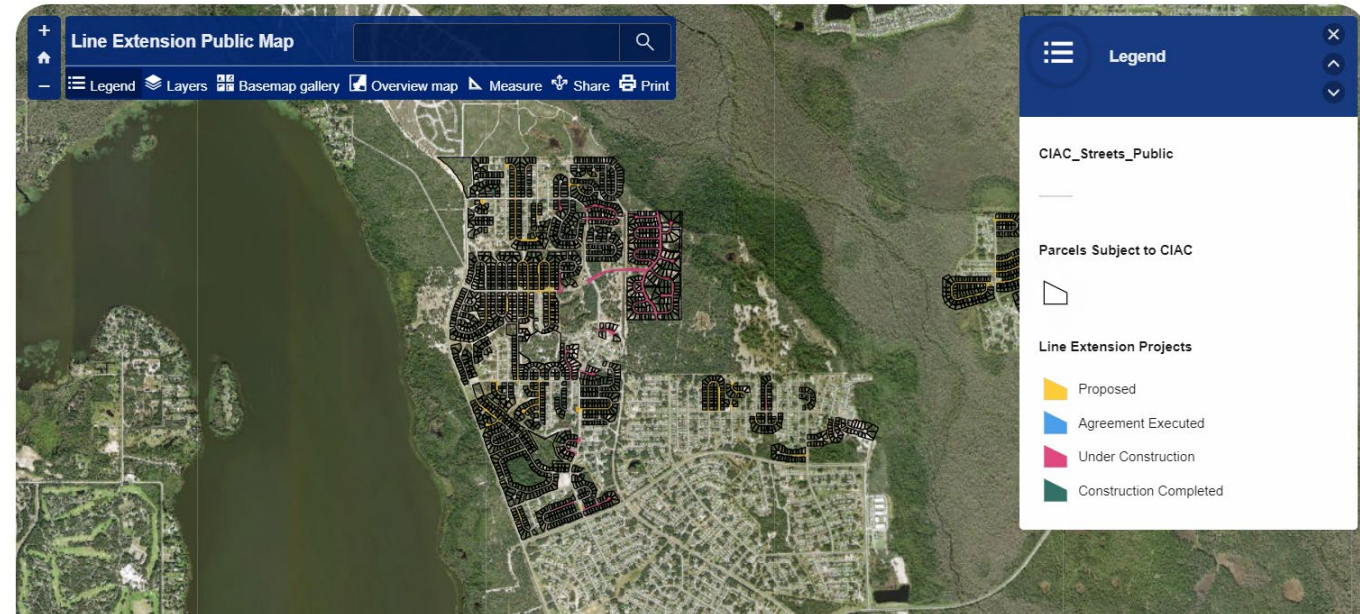 Line Extension Public Map
Legend Layers Basemap gallery Overview map Measure Share Print
Legend
CIAC_Streets_Public
Parcels Subject to CIAC
Line Extension Projects
Proposed
Agreement Executed
Under Construction
Construction Completed